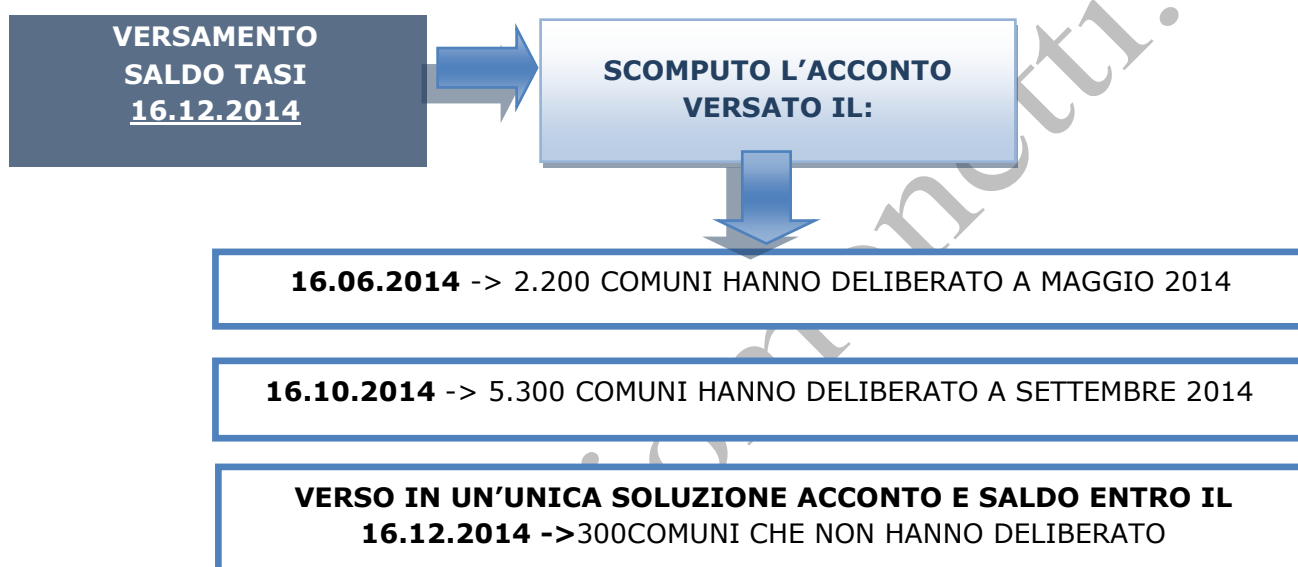 VERSAMENTO
SALDO TASI
16.12.2014
SCOMPUTO L'ACCONTO
VERSATO IL:
16.06.2014 -> 2.200 COMUNI HANNO DELIBERATO A MAGGIO 2014
16.10.2014 -> 5.300 COMUNI HANNO DELIBERATO A SETTEMBRE 2014
VERSO IN UN'UNICA SOLUZIONE ACCONTO E SALDO ENTRO IL
16.12.2014 ->300COMUNI CHE NON HANNO DELIBERATO